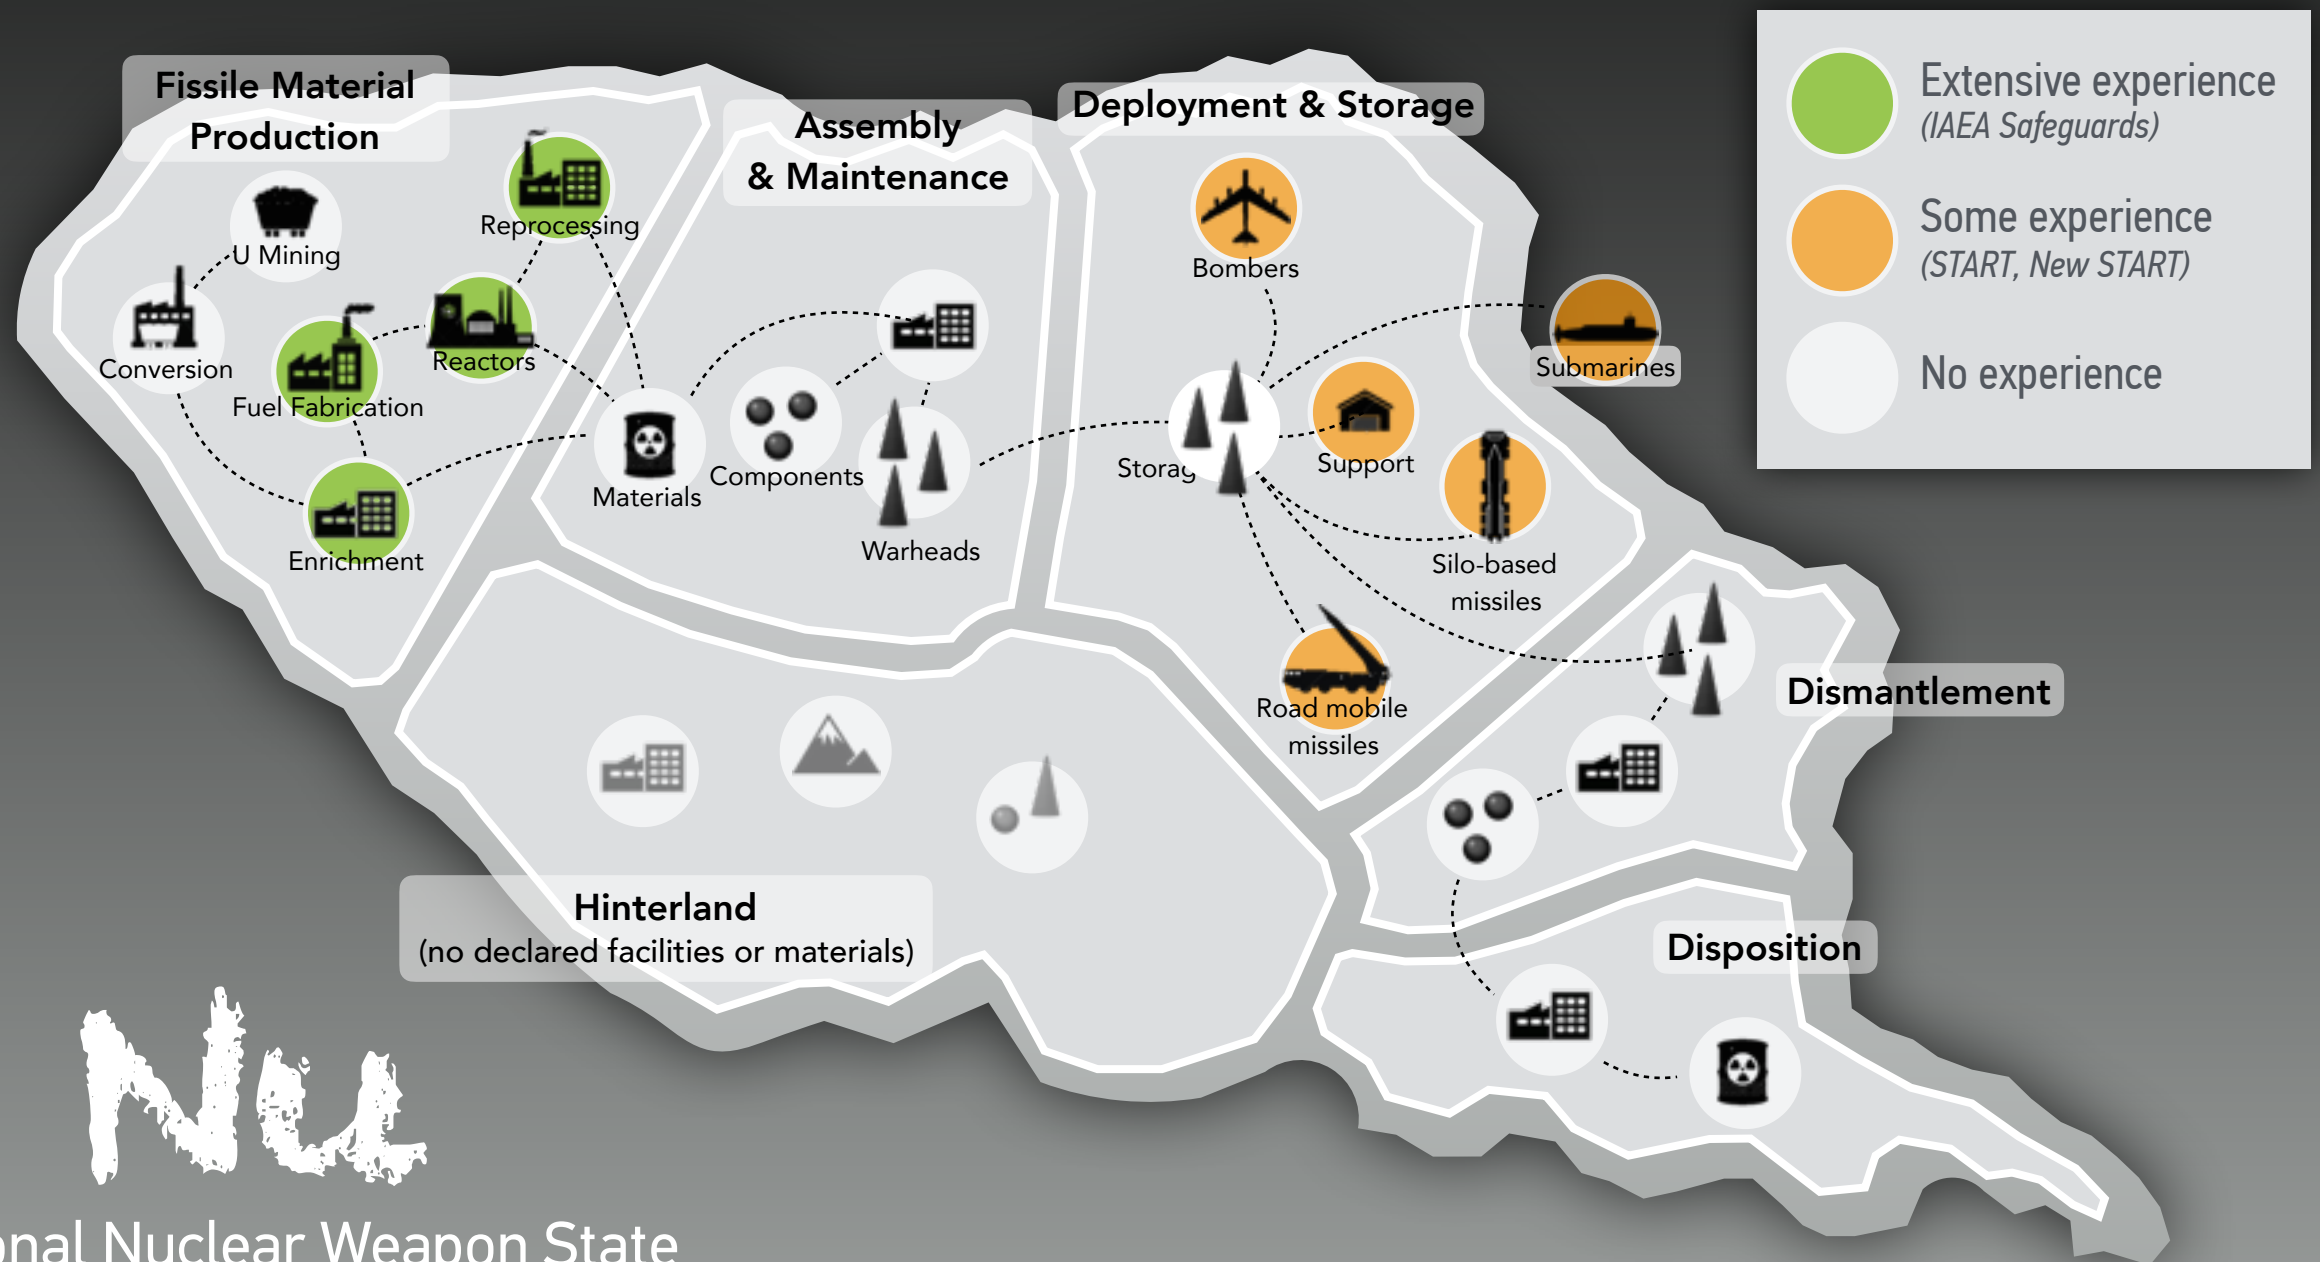 Fissile Material
Production
U Mining
Conversion
Fuel Fabrication
Reprocessing
Reactors
Enrichment
Assembly
& Maintenance
Materials
Components
Warheads
Deployment & Storage
Bombers
Submarines
Storag
Support
Silo-based
missiles
Road mobile
missiles
Dismantlement
Disposition
Hinterland
(no declared facilities or materials)
Extensive experience
(IAEA Safeguards)
Some experience
(START, New START)
No experience
Nu
onal Nuclear Weapon State